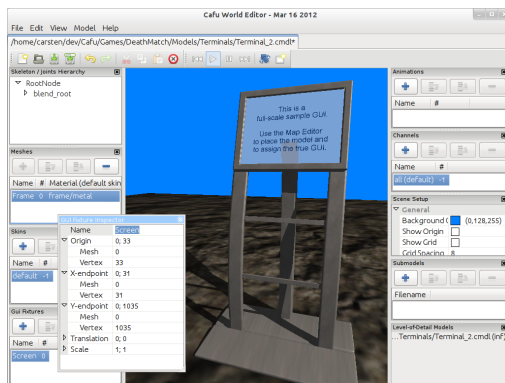 Cafu World Editor - Mar 16 2012
File Edit View Model Help
/home/carsten/dev/Cafu/Games/DeathMatch/Models/Terminals/Terminal_2.cmdl*
Skeleton / Joints Hierarchy
RootNode
blend_root
Meshes
Name # Material (default skin
Frame 0 frame/metal
Skins
Name #
default -1
Gui Fixtures
Name #
Screen 0
GUI Fixture Inspector
Name Screen
Origin 0; 33
Mesh 0
Vertex 33
X-endpoint 0; 31
Mesh 0
Vertex 31
Y-endpoint 0; 1035
Mesh 0
Vertex 1035
Translation 0; 0
Scale 1; 1
This is a
full-scale sample GUI.
Use the Map Editor
to place the model and
to assign the true GUI.
Animations
Name #
Channels
Name #
all (default) -1
Scene Setup
General
Background C (0,128,255)
Show Origin
Show Grid
Grid Spacing 8
Submodels
Filename
Level-of-Detail Models
...Terminals/Terminal_2.cmdl (inf)